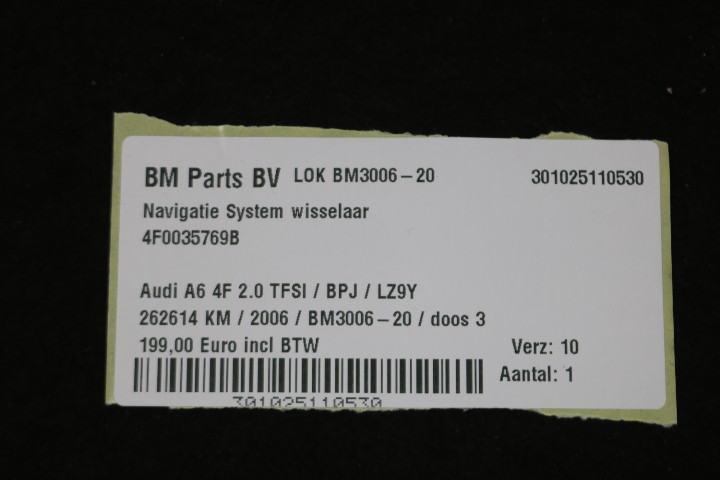 BM Parts BV LOK BM3006-20 301025110530
Navigatie System wisselaar
4F0035769B
Audi A6 4F 2.0 TFSI / BPJ / LZ9Y
262614 KM / 2006 / BM3006-20 / doos 3
199,00 Euro incl BTW Verz: 10
Aantal: 1
301025110530